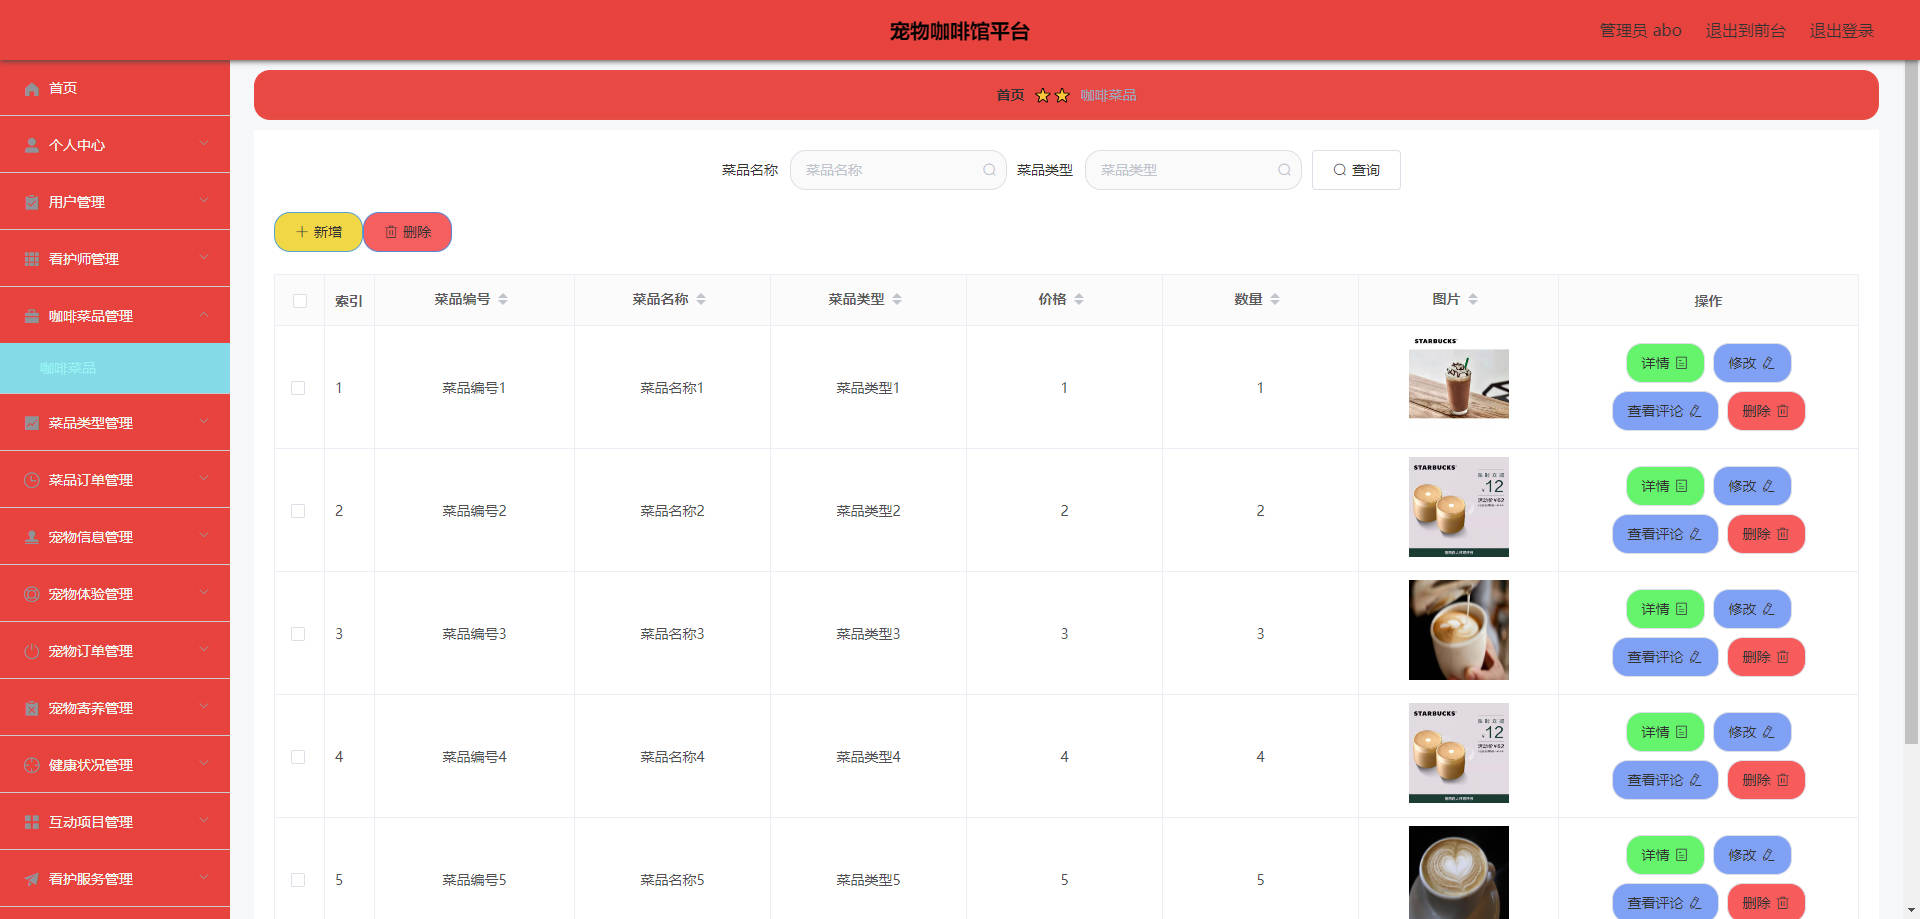 宠物咖啡馆平台
管理员 abo 退出到前台 退出登录
首页
个人中心
用户管理
看护师管理
咖啡菜品管理
咖啡菜品
菜品类型管理
菜品订单管理
宠物信息管理
宠物体验管理
宠物订单管理
宠物寄养管理
健康状况管理
互动项目管理
看护服务管理
首页 咖啡菜品
菜品名称 菜品名称 菜品类型 菜品类型 查询
新增 删除
索引 菜品编号 菜品名称 菜品类型 价格 数量 图片 操作
STARBUCKS
1 菜品编号1 菜品名称1 菜品类型1 1 1 详情 修改
查看评论 删除
STARBUCKS
¥12
2 菜品编号2 菜品名称2 菜品类型2 2 2 详情 修改
查看评论 删除
3 菜品编号3 菜品名称3 菜品类型3 3 3 详情 修改
查看评论 删除
STARBUCKS
¥12
4 菜品编号4 菜品名称4 菜品类型4 4 4 详情 修改
查看评论 删除
5 菜品编号5 菜品名称5 菜品类型5 5 5 详情 修改
查看评论 删除